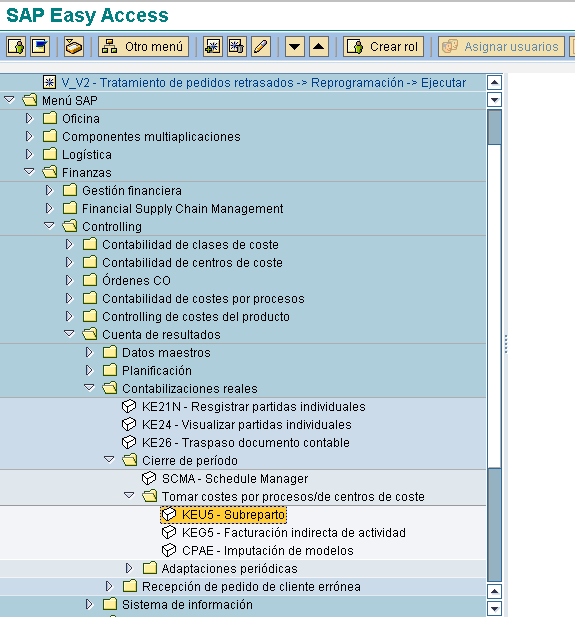 SAP Easy Access
Otro menú Crear rol Asignar usuarios
V_V2 - Tratamiento de pedidos retrasados -> Reprogramación -> Ejecutar
Menú SAP
Oficina
Componentes multiaplicaciones
Logística
Finanzas
Gestión financiera
Financial Supply Chain Management
Controlling
Contabilidad de clases de coste
Contabilidad de centros de coste
Órdenes CO
Contabilidad de costes por procesos
Controlling de costes del producto
Cuenta de resultados
Datos maestros
Planificación
Contabilizaciones reales
KE21N - Resgistrar partidas individuales
KE24 - Visualizar partidas individuales
KE26 - Traspaso documento contable
Cierre de período
SCMA - Schedule Manager
Tomar costes por procesos/de centros de coste
KEU5 - Subreparto
KEG5 - Facturación indirecta de actividad
CPAE - Imputación de modelos
Adaptaciones periódicas
Recepción de pedido de cliente errónea
Sistema de información